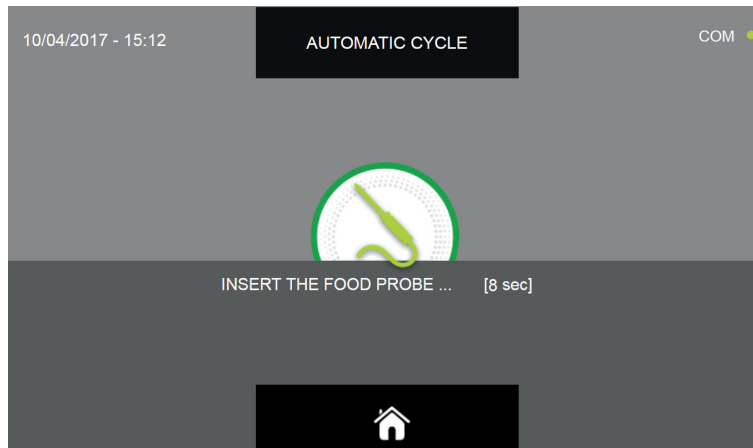 10/04/2017 - 15:12
AUTOMATIC CYCLE
COM
INSERT THE FOOD PROBE ... [8 sec]